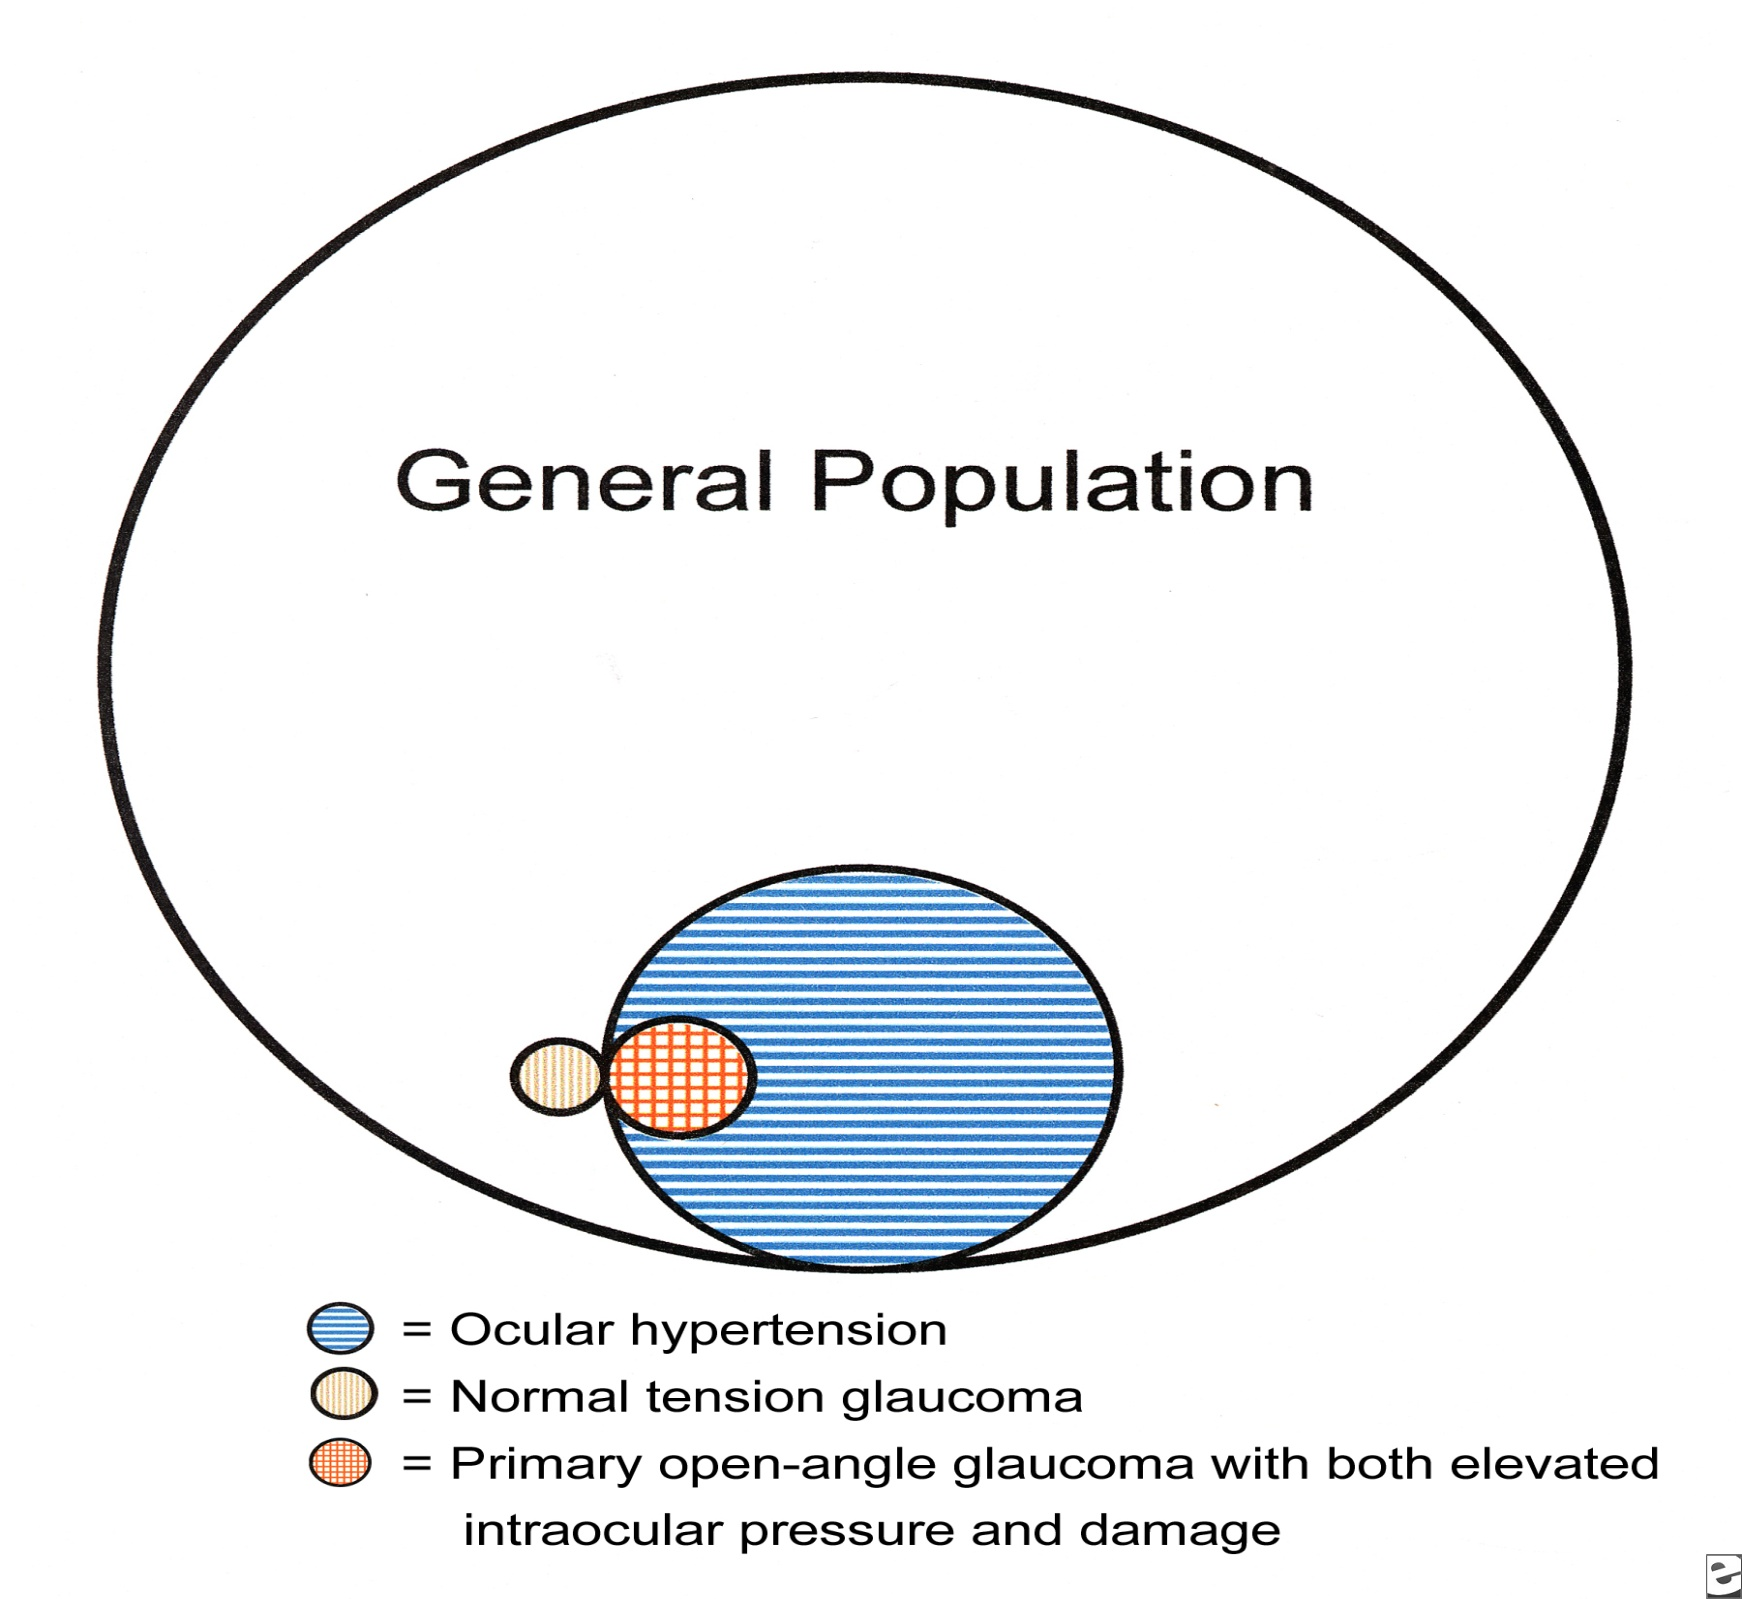 General Population
= Ocular hypertension
= Normal tension glaucoma
= Primary open-angle glaucoma with both elevated
intraocular pressure and damage
e